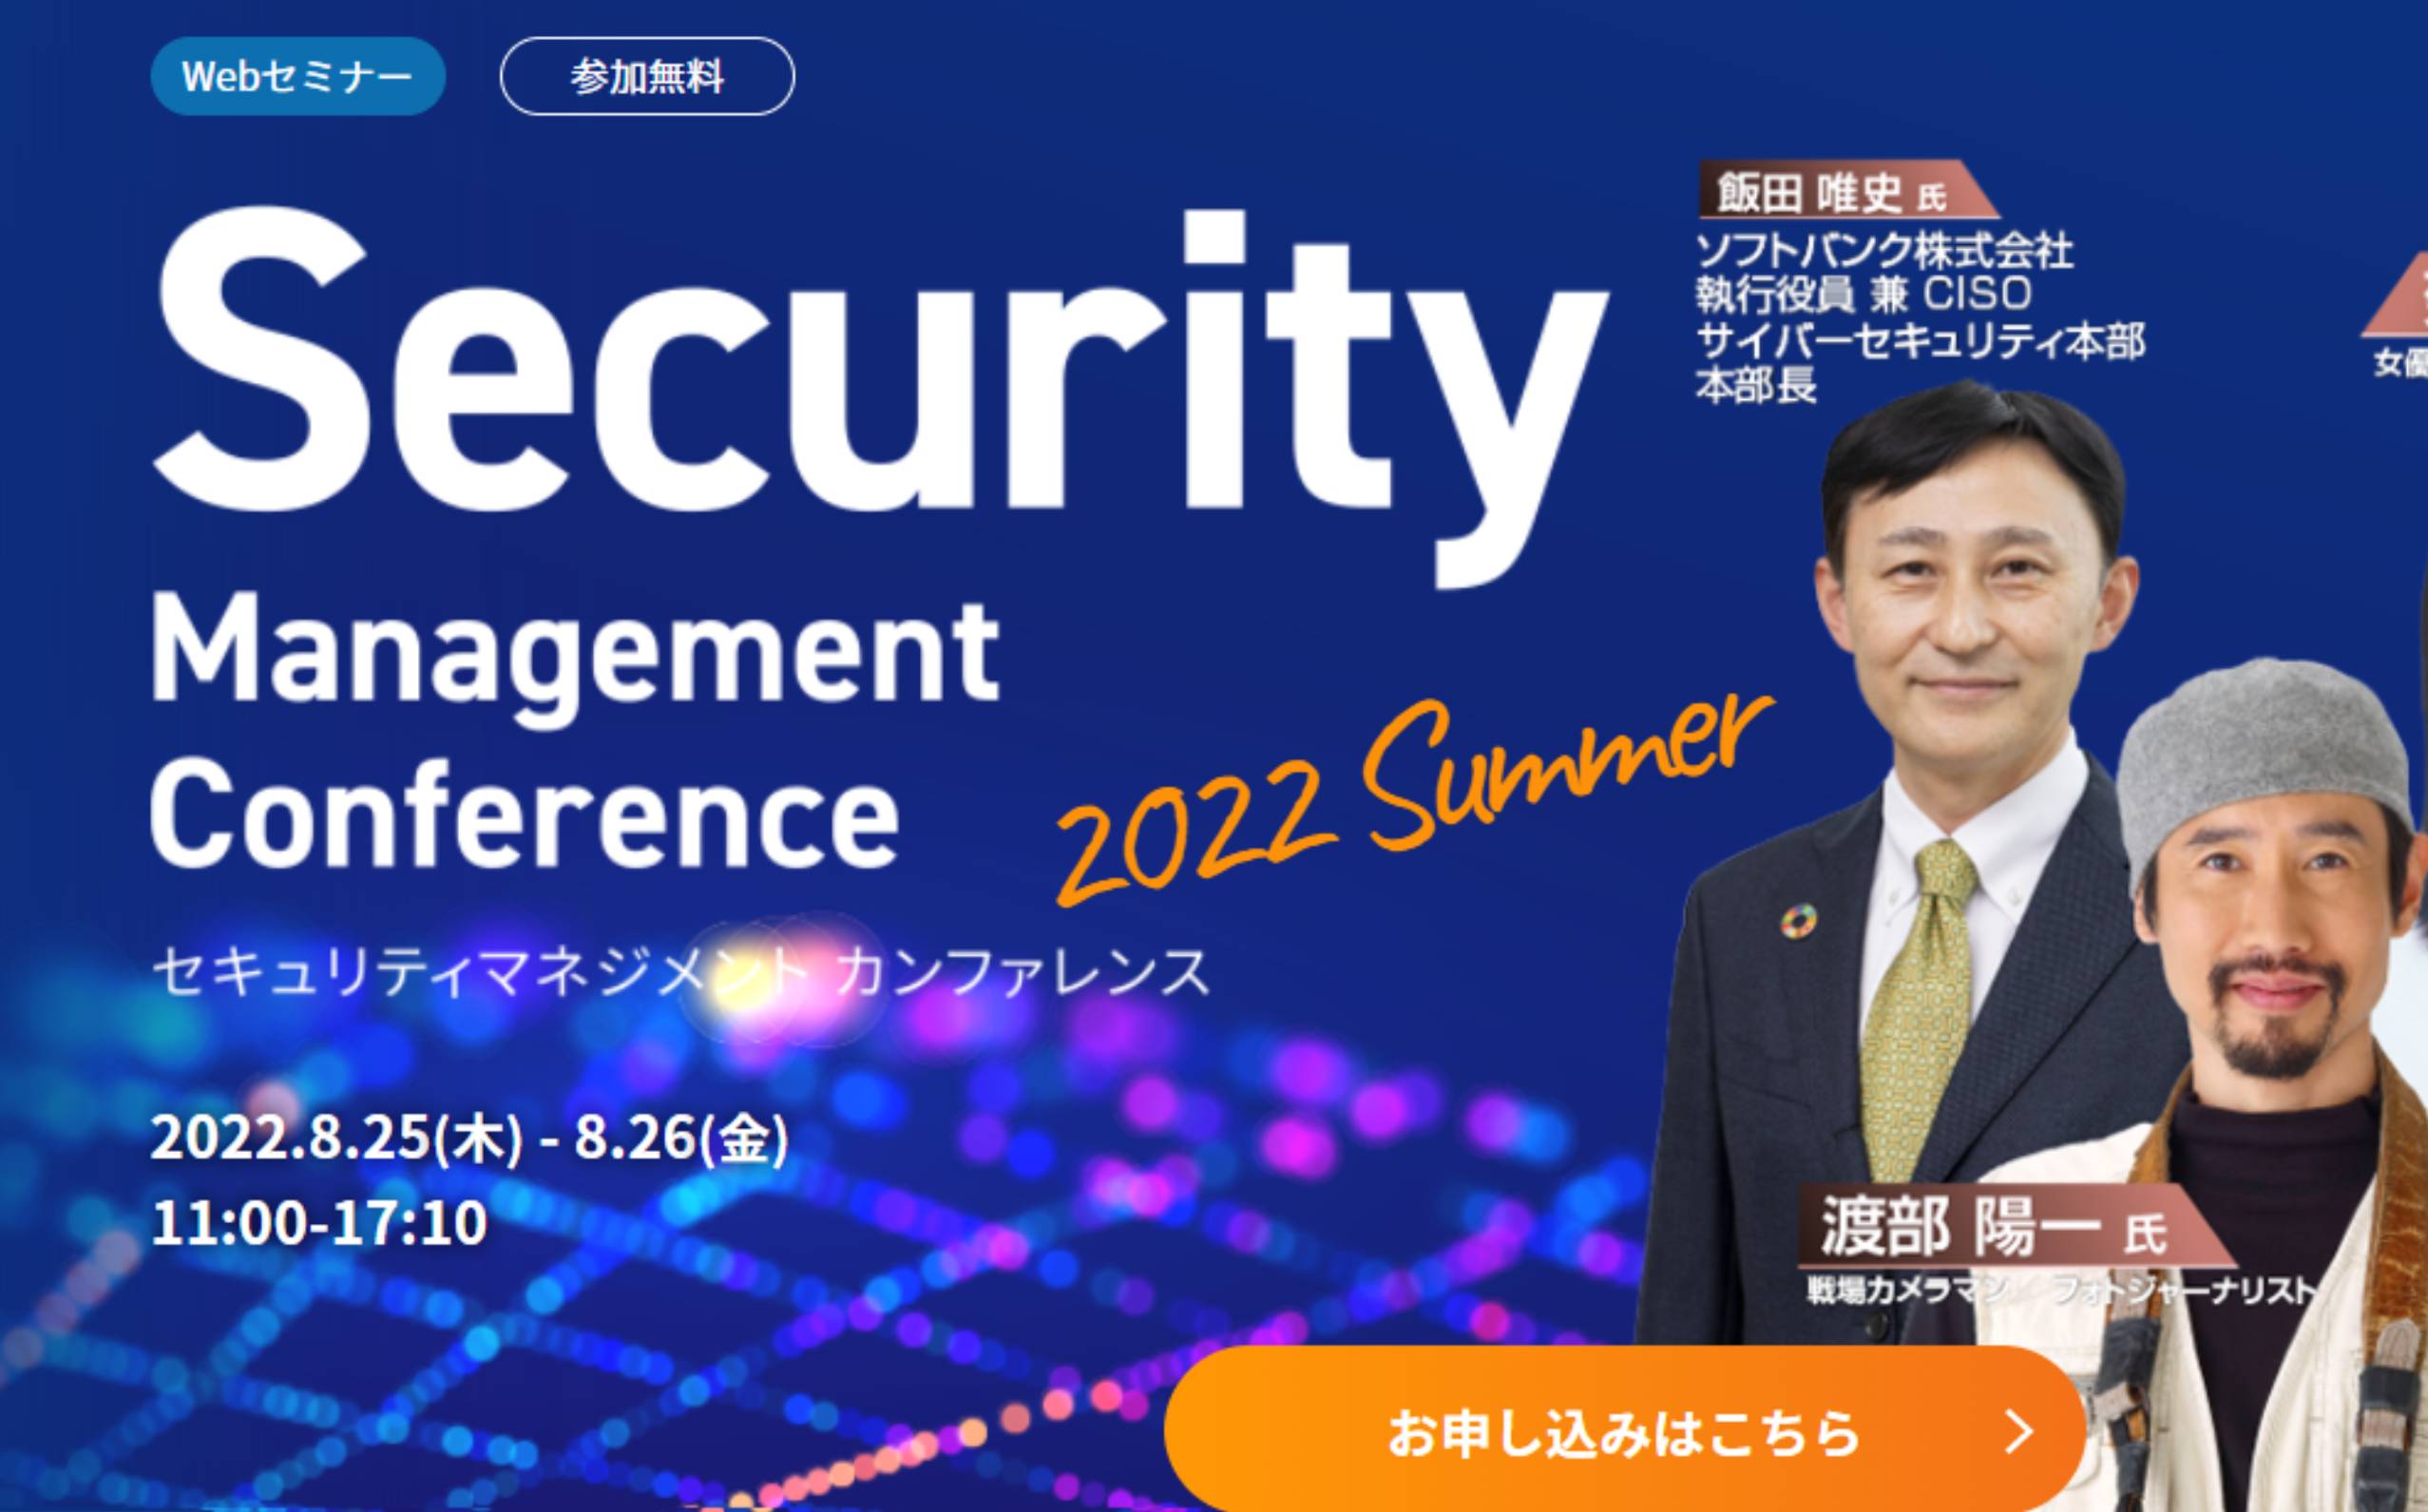 Webセミナー
参加無料
Security
Management
Conference
2022 Summer
セキュリティマネジメント カンファレンス
2022.8.25(木) - 8.26(金)
11:00-17:10
飯田 唯史 氏
ソフトバンク株式会社
執行役員 兼 CISO
サイバーセキュリティ本部
本部長
女優
渡部 陽一 氏
戦場カメラマン フォトジャーナリスト
お申し込みはこちら